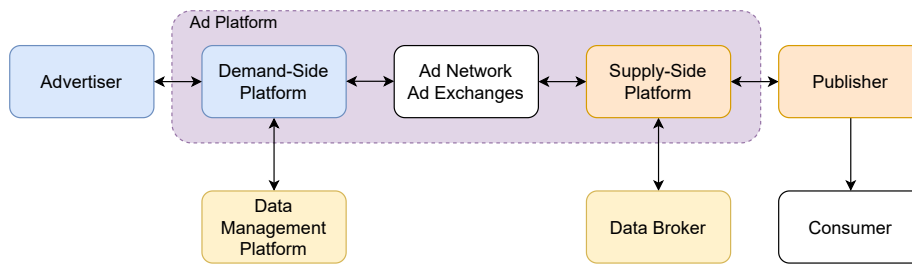 Ad Platform
Advertiser
Demand-Side
Platform
Ad Network
Ad Exchanges
Supply-Side
Platform
Publisher
Data
Management
Platform
Data Broker
Consumer